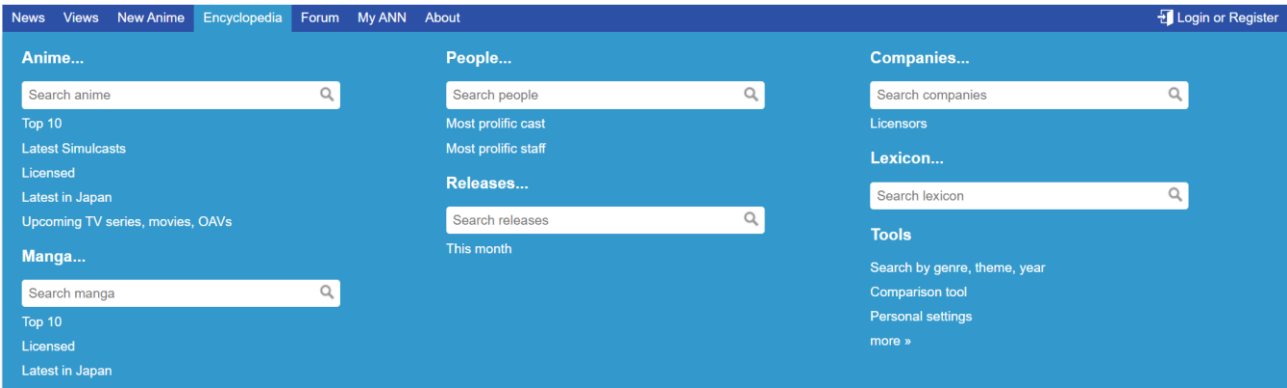 News Views New Anime Encyclopedia Forum My ANN About Login or Register
Anime...
Search anime
Top 10
Latest Simulcasts
Licensed
Latest in Japan
Upcoming TV series, movies, OAVs
Manga...
Search manga
Top 10
Licensed
Latest in Japan
People...
Search people
Most prolific cast
Most prolific staff
Releases...
Search releases
This month
Companies...
Search companies
Licensors
Lexicon...
Search lexicon
Tools
Search by genre, theme, year
Comparison tool
Personal settings
more »